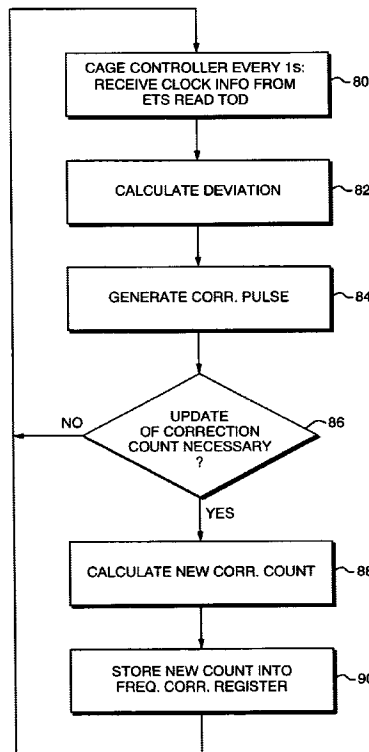 CAGE CONTROLLER EVERY 1s:
RECEIVE CLOCK INFO FROM
ETS READ TOD
80
CALCULATE DEVIATION
82
GENERATE CORR. PULSE
84
UPDATE
OF CORRECTION
COUNT NECESSARY
?
86
NO
YES
CALCULATE NEW CORR. COUNT
88
STORE NEW COUNT INTO
FREQ. CORR. REGISTER
90